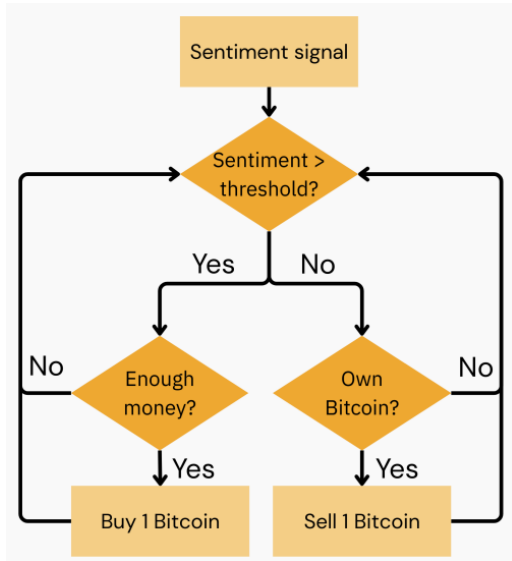 Sentiment signal
Sentiment >
threshold?
Yes
No
No
Enough
money?
Own
Bitcoin?
No
Yes
Yes
Buy 1 Bitcoin
Sell 1 Bitcoin